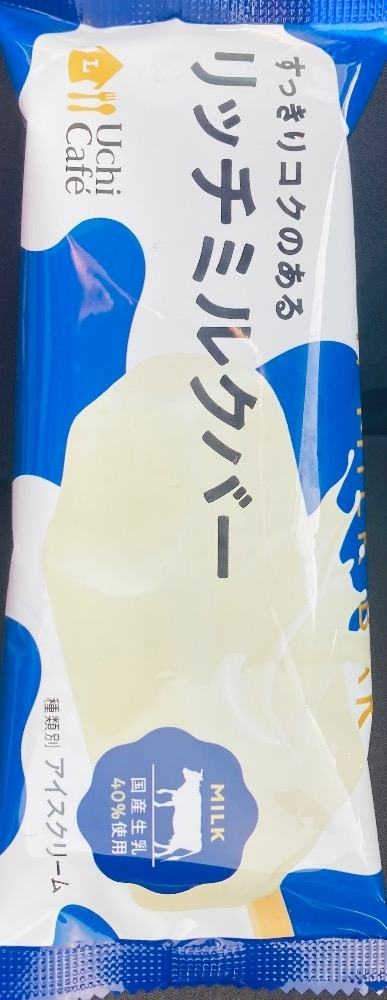 すっきりコクのある
リッチミルクバー
L
Uchi
Café
MILK
国産生乳
40%使用
種類別 アイスクリーム